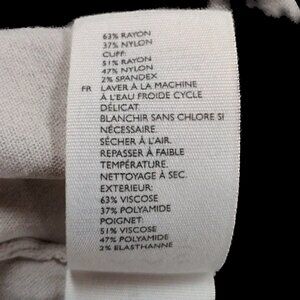 63% RAYON
37% NYLON
CUFF:
51% RAYON
47% NYLON
2% SPANDEX
FR LAVER À LA MACHINE
À L'EAU FROIDE CYCLE
DÉLICAT.
BLANCHIR SANS CHLORE SI
NÉCESSAIRE.
SÉCHER À L'AIR.
REPASSER À FAIBLE
TEMPÉRATURE.
NETTOYAGE À SEC.
EXTERIEUR:
63% VISCOSE
37% POLYAMIDE
POIGNET:
51% VISCOSE
47% POLYAMIDE
2% ELASTHANNE